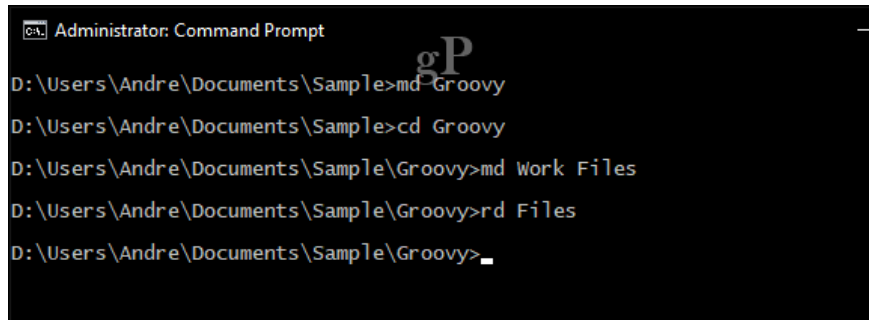 Administrator: Command Prompt
gP
D:\Users\Andre\Documents\Sample>md Groovy
D:\Users\Andre\Documents\Sample>cd Groovy
D:\Users\Andre\Documents\Sample\Groovy>md Work Files
D:\Users\Andre\Documents\Sample\Groovy>rd Files
D:\Users\Andre\Documents\Sample\Groovy>